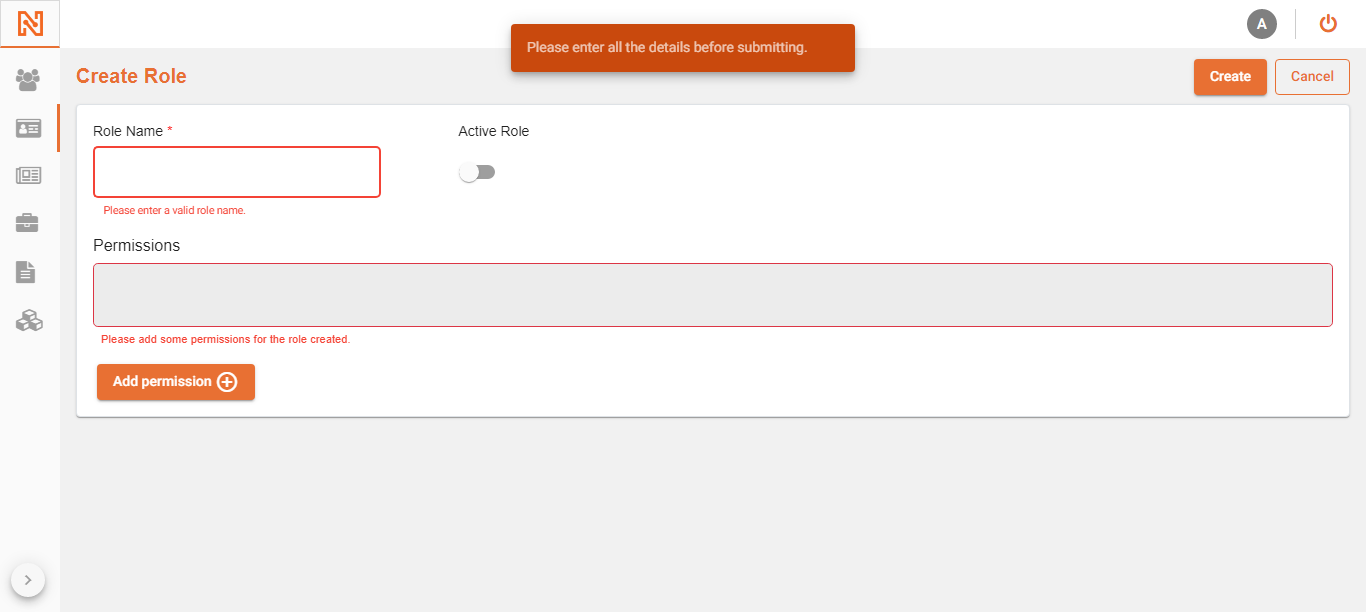 Please enter all the details before submitting.
A
Create Role
Create
Cancel
Role Name *
Active Role
Please enter a valid role name.
Permissions
Please add some permissions for the role created.
Add permission